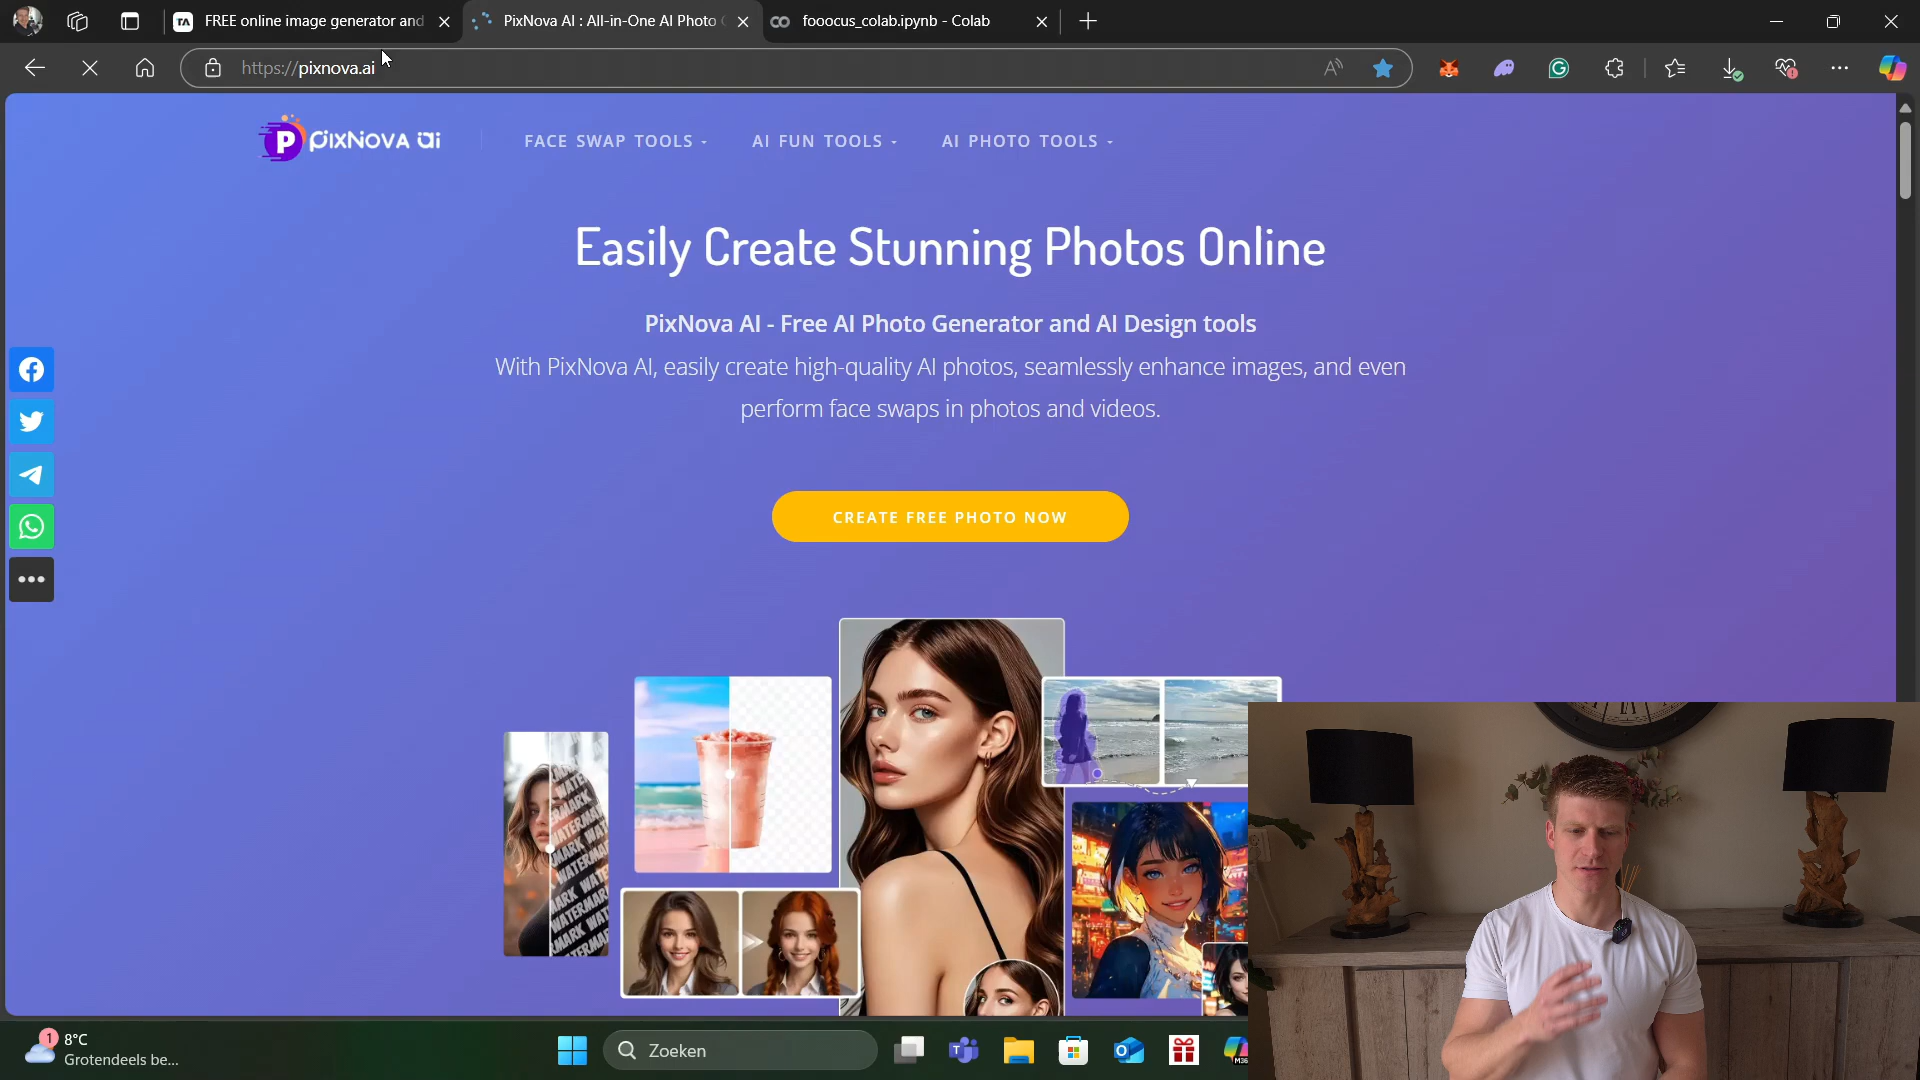 FREE online image generator and
PixNova AI : All-in-One AI Photo
fooocus_colab.ipynb - Colab
https://pixnova.ai
PixNova ai
FACE SWAP TOOLS
AI FUN TOOLS
AI PHOTO TOOLS
Easily Create Stunning Photos Online
PixNova AI - Free AI Photo Generator and AI Design tools
With PixNova AI, easily create high-quality AI photos, seamlessly enhance images, and even
perform face swaps in photos and videos.
CREATE FREE PHOTO NOW
1
8°C
Grotendeels be...
Zoeken